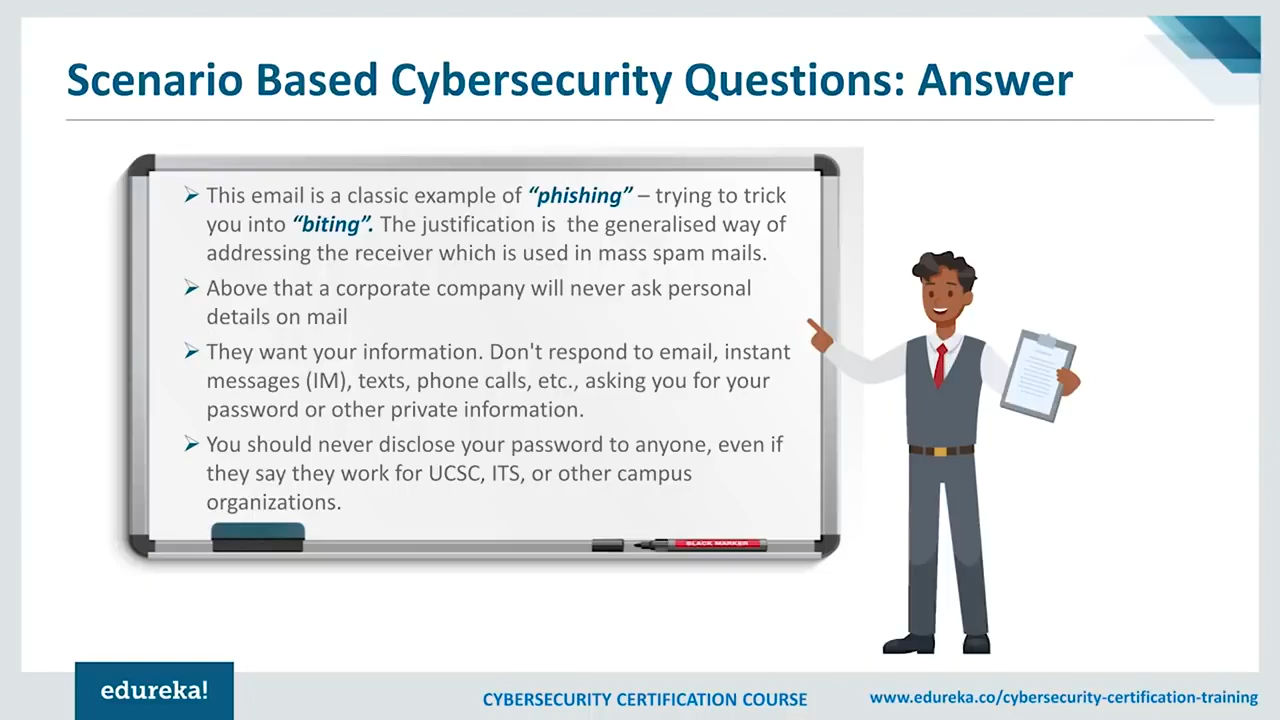 Scenario Based Cybersecurity Questions: Answer
This email is a classic example of “phishing” – trying to trick
you into “biting”. The justification is the generalised way of
addressing the receiver which is used in mass spam mails.
Above that a corporate company will never ask personal
details on mail
They want your information. Don't respond to email, instant
messages (IM), texts, phone calls, etc., asking you for your
password or other private information.
You should never disclose your password to anyone, even if
they say they work for UCSC, ITS, or other campus
organizations.
BLACK MARKER
edureka!
CYBERSECURITY CERTIFICATION COURSE
www.edureka.co/cybersecurity-certification-training